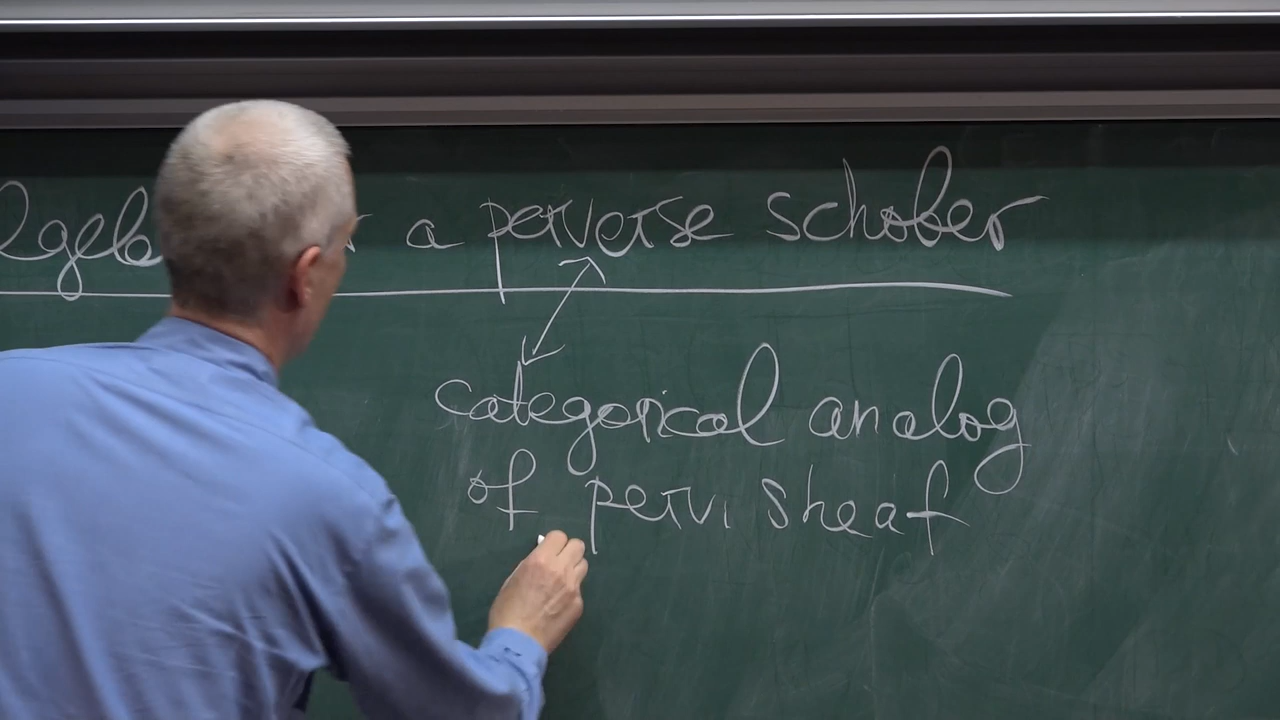 a perverse schober
categorical analog
of perv. sheaf